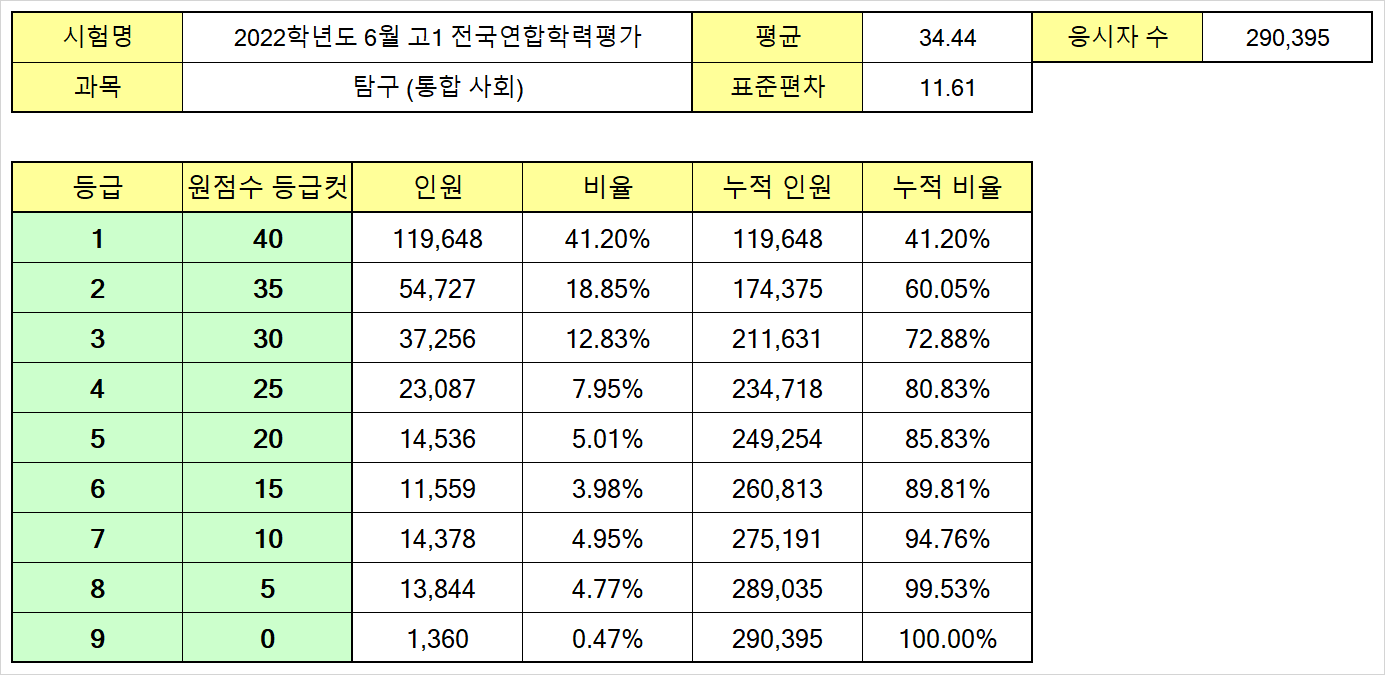 시험명 2022학년도 6월 고1 전국연합학력평가 평균 34.44 응시자 수 290,395
과목 탐구 (통합 사회) 표준편차 11.61
등급 원점수 등급컷 인원 비율 누적 인원 누적 비율
1 40 119,648 41.20% 119,648 41.20%
2 35 54,727 18.85% 174,375 60.05%
3 30 37,256 12.83% 211,631 72.88%
4 25 23,087 7.95% 234,718 80.83%
5 20 14,536 5.01% 249,254 85.83%
6 15 11,559 3.98% 260,813 89.81%
7 10 14,378 4.95% 275,191 94.76%
8 5 13,844 4.77% 289,035 99.53%
9 0 1,360 0.47% 290,395 100.00%